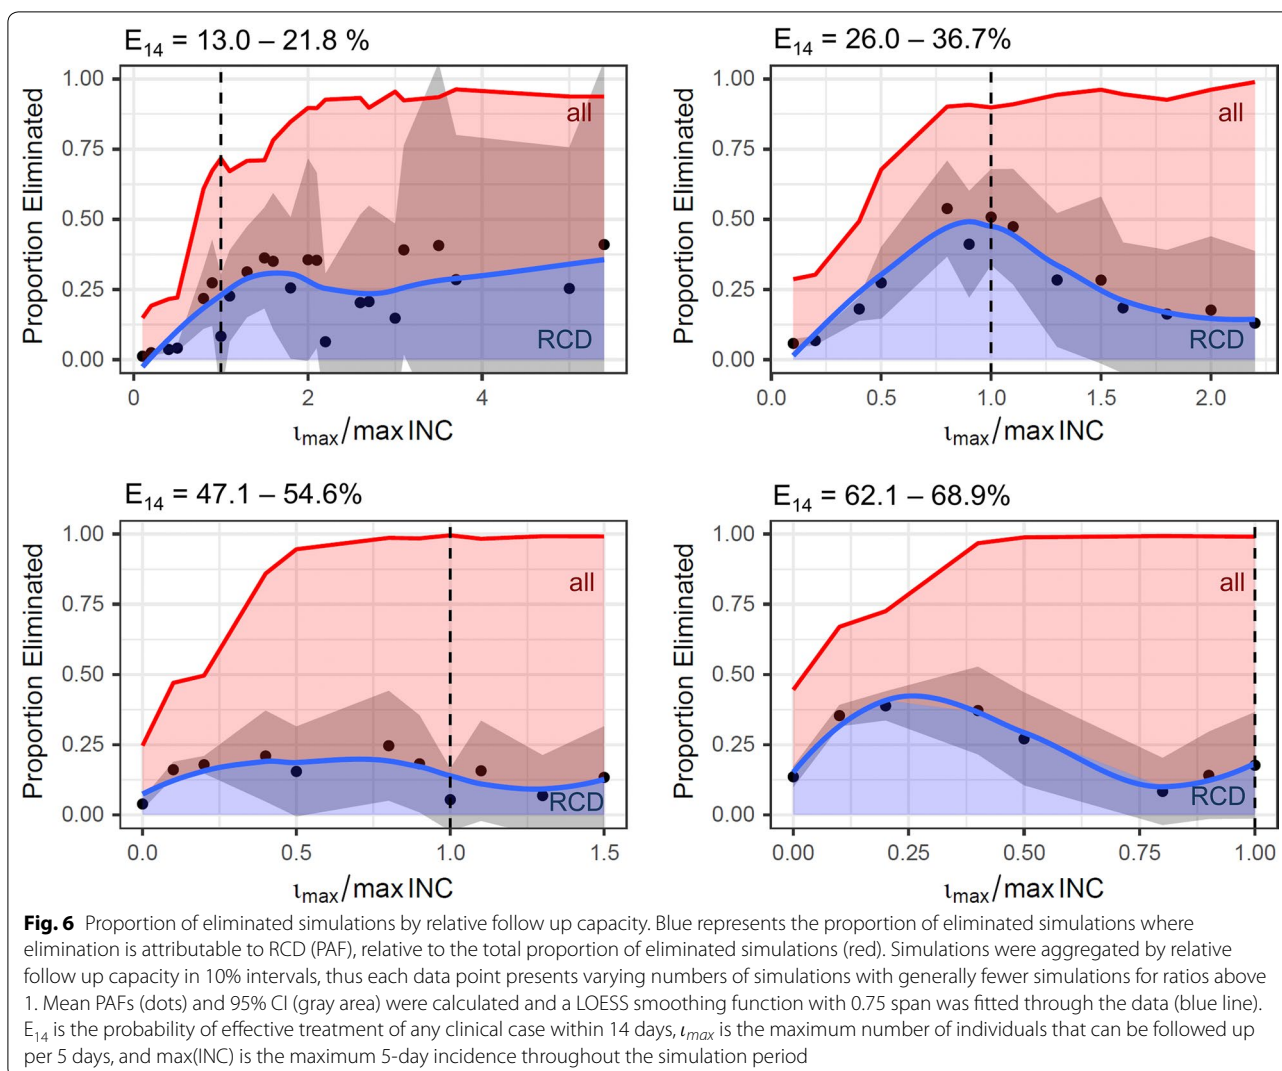 E14 = 13.0 – 21.8 %
1.00
0.75
0.50
0.25
0.00
Proportion Eliminated
all
RCD
0
2
4
ιmax/max INC
E14 = 26.0 – 36.7%
1.00
0.75
0.50
0.25
0.00
Proportion Eliminated
all
RCD
0.0
0.5
1.0
1.5
2.0
ιmax/max INC
E14 = 47.1 – 54.6%
1.00
0.75
0.50
0.25
0.00
Proportion Eliminated
all
RCD
0.0
0.5
1.0
1.5
ιmax/max INC
E14 = 62.1 – 68.9%
1.00
0.75
0.50
0.25
0.00
Proportion Eliminated
all
RCD
0.00
0.25
0.50
0.75
1.00
ιmax/max INC
Fig. 6 Proportion of eliminated simulations by relative follow up capacity. Blue represents the proportion of eliminated simulations where
elimination is attributable to RCD (PAF), relative to the total proportion of eliminated simulations (red). Simulations were aggregated by relative
follow up capacity in 10% intervals, thus each data point presents varying numbers of simulations with generally fewer simulations for ratios above
1. Mean PAFs (dots) and 95% CI (gray area) were calculated and a LOESS smoothing function with 0.75 span was fitted through the data (blue line).
E14 is the probability of effective treatment of any clinical case within 14 days, ιmax is the maximum number of individuals that can be followed up
per 5 days, and max(INC) is the maximum 5-day incidence throughout the simulation period